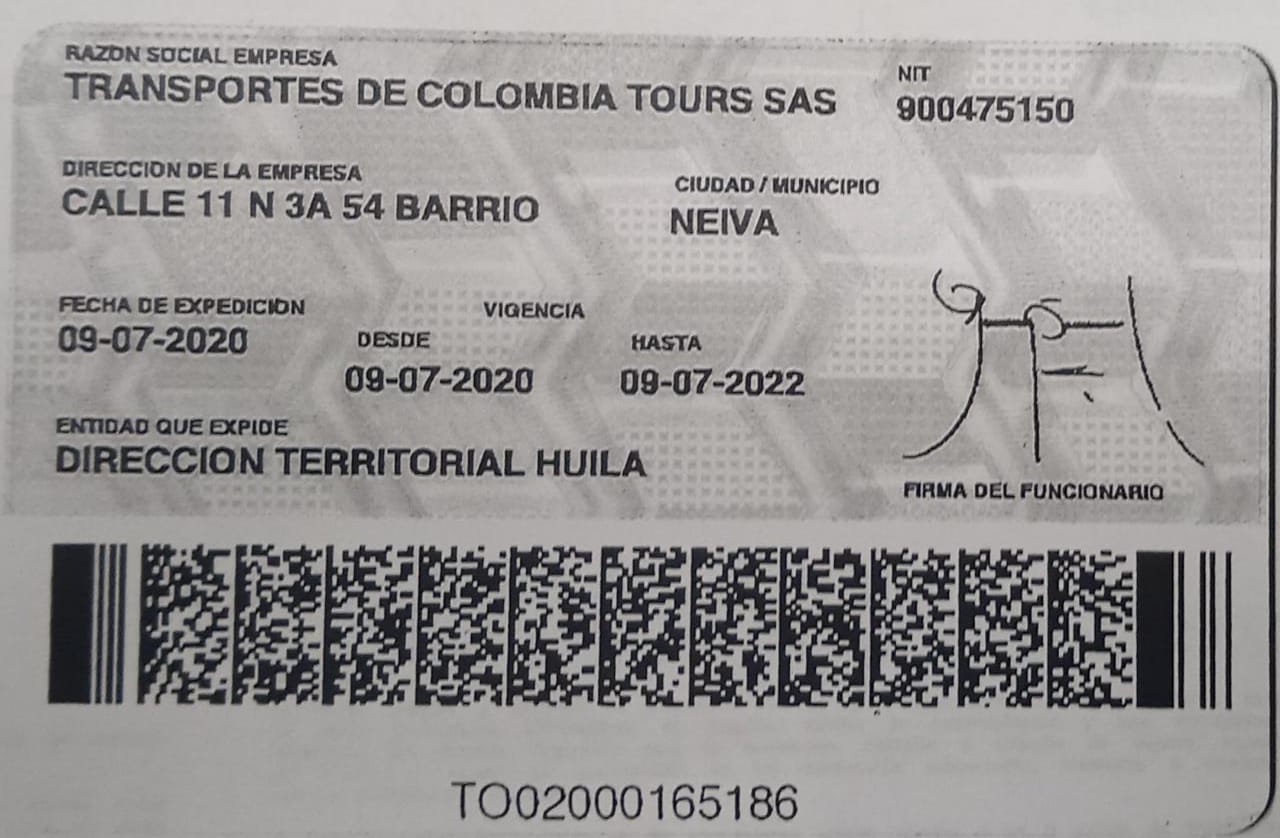 RAZON SOCIAL EMPRESA
TRANSPORTES DE COLOMBIA TOURS SAS
NIT
900475150
DIRECCION DE LA EMPRESA
CALLE 11 N 3A 54 BARRIO
CIUDAD / MUNICIPIO
NEIVA
FECHA DE EXPEDICION
09-07-2020
VIGENCIA
DESDE
09-07-2020
HASTA
09-07-2022
ENTIDAD QUE EXPIDE
DIRECCION TERRITORIAL HUILA
FIRMA DEL FUNCIONARIO
TO02000165186